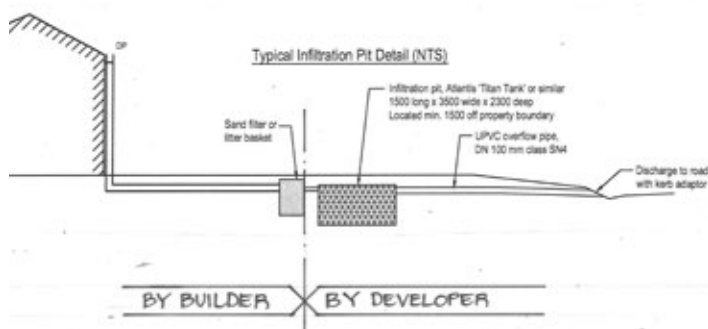 DP
Typical Infiltration Pit Detail (NTS)
Infiltration pit, Atlantis 'Titan Tank' or similar
1500 long x 3500 wide x 2300 deep
Located min. 1500 off property boundary
Sand filter or
litter basket
UPVC overflow pipe,
DN 100 mm class SN4
Discharge to road
with kerb adaptor
BY BUILDER
BY DEVELOPER